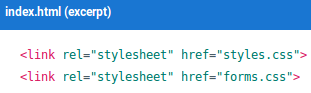 index.html (excerpt)
<link rel="stylesheet" href="styles.css">
<link rel="stylesheet" href="forms.css">